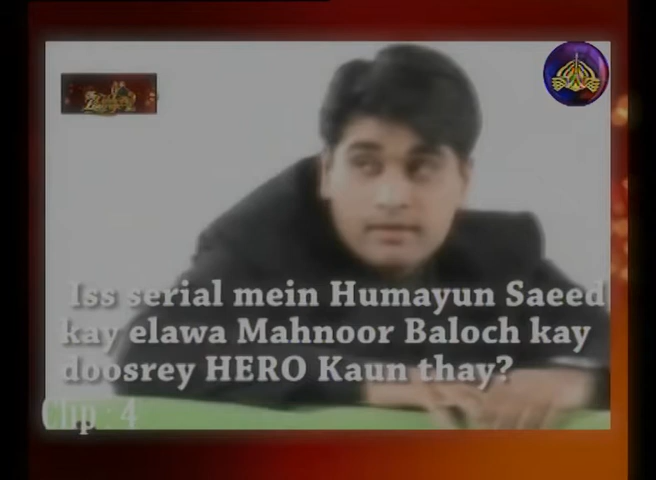 Iss serial mein Humayun Saeed
kay elawa Mahnoor Baloch kay
doosrey HERO Kaun thay?
Clip : 4